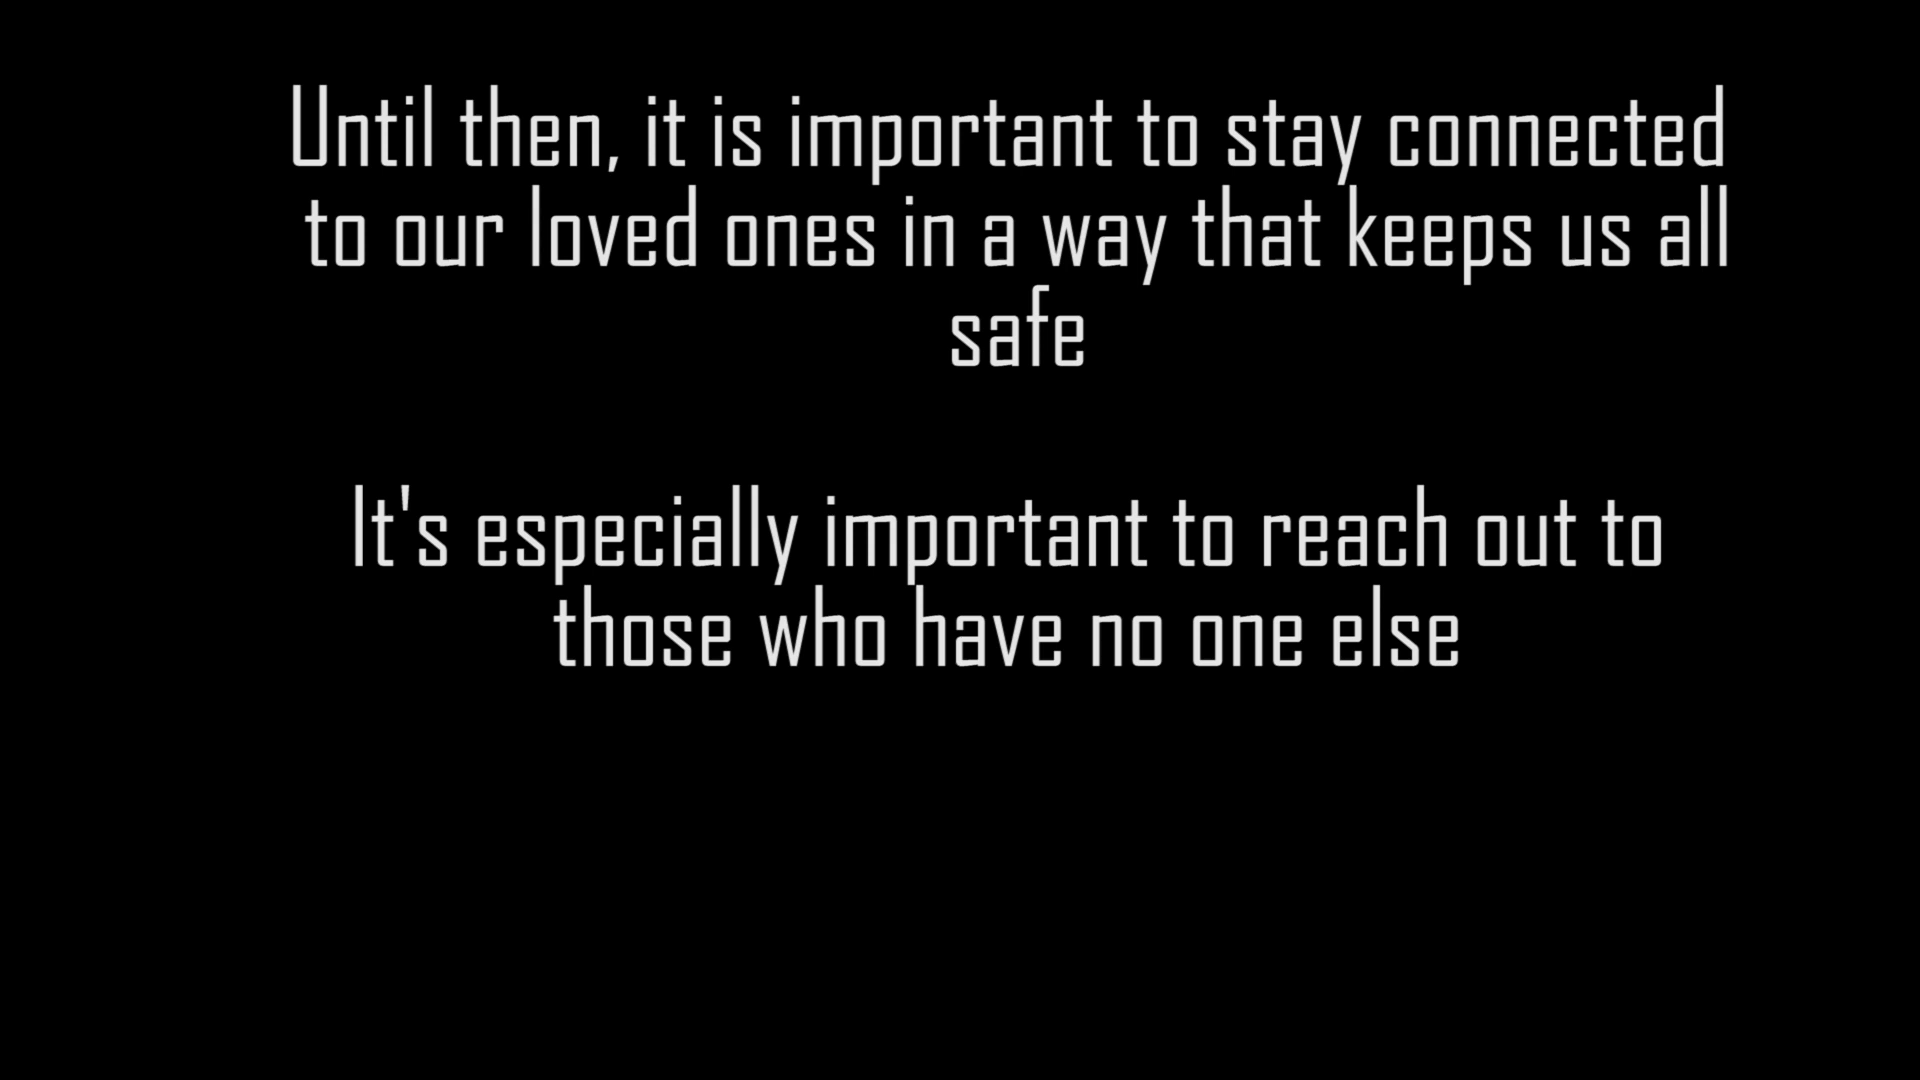 Until then, it is important to stay connected
to our loved ones in a way that keeps us all
safe
It's especially important to reach out to
those who have no one else